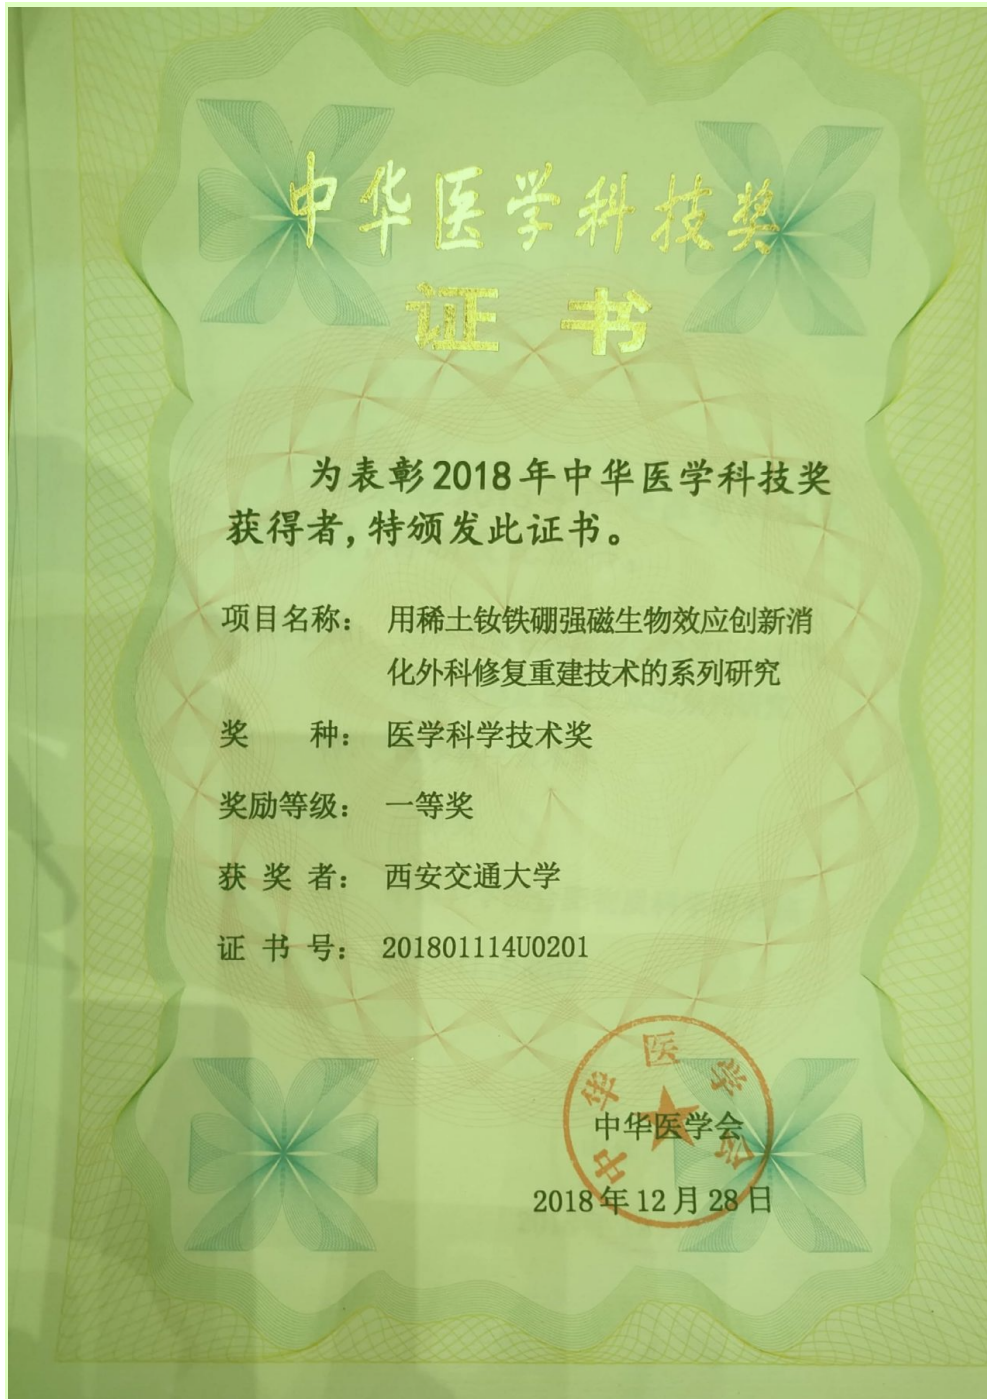 中华医学科技奖
证 书
为表彰2018年中华医学科技奖
获得者,特颁发此证书。
项目名称： 用稀土钕铁硼强磁生物效应创新消
化外科修复重建技术的系列研究
奖 种： 医学科学技术奖
奖励等级： 一等奖
获 奖 者： 西安交通大学
证 书 号： 201801114U0201
中华医学会
中华医学会
2018年12月28日